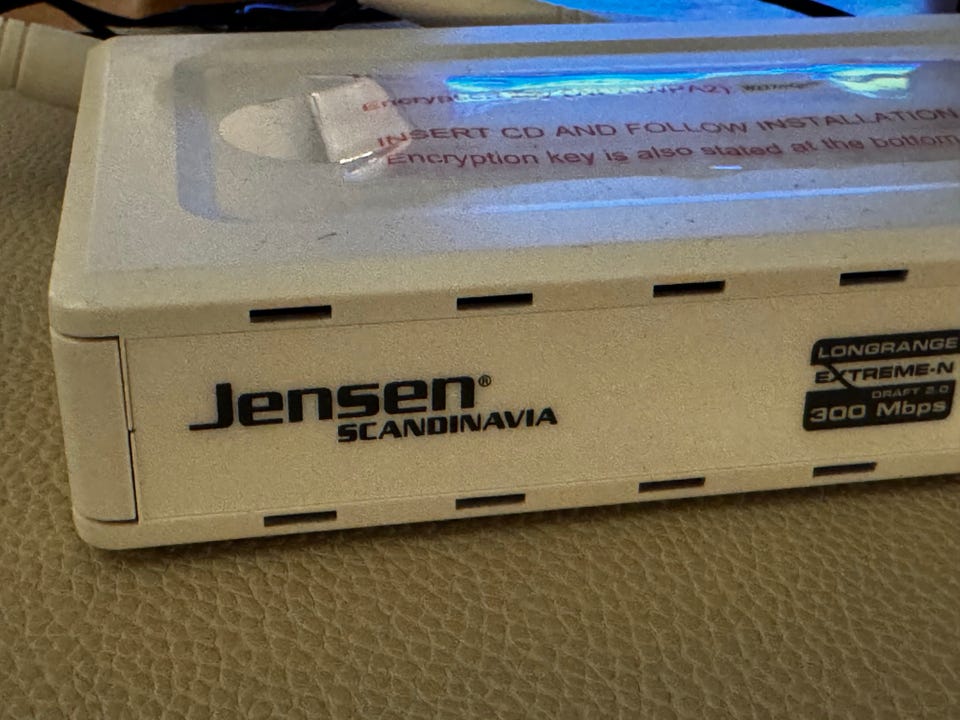 (WPA2)
INSERT CD AND FOLLOW INSTALLATION
Encryption key is also stated at the bottom
Jensen®
SCANDINAVIA
LONGRANGE
EXTREME-N
DRAFT 2.0
300 Mbps